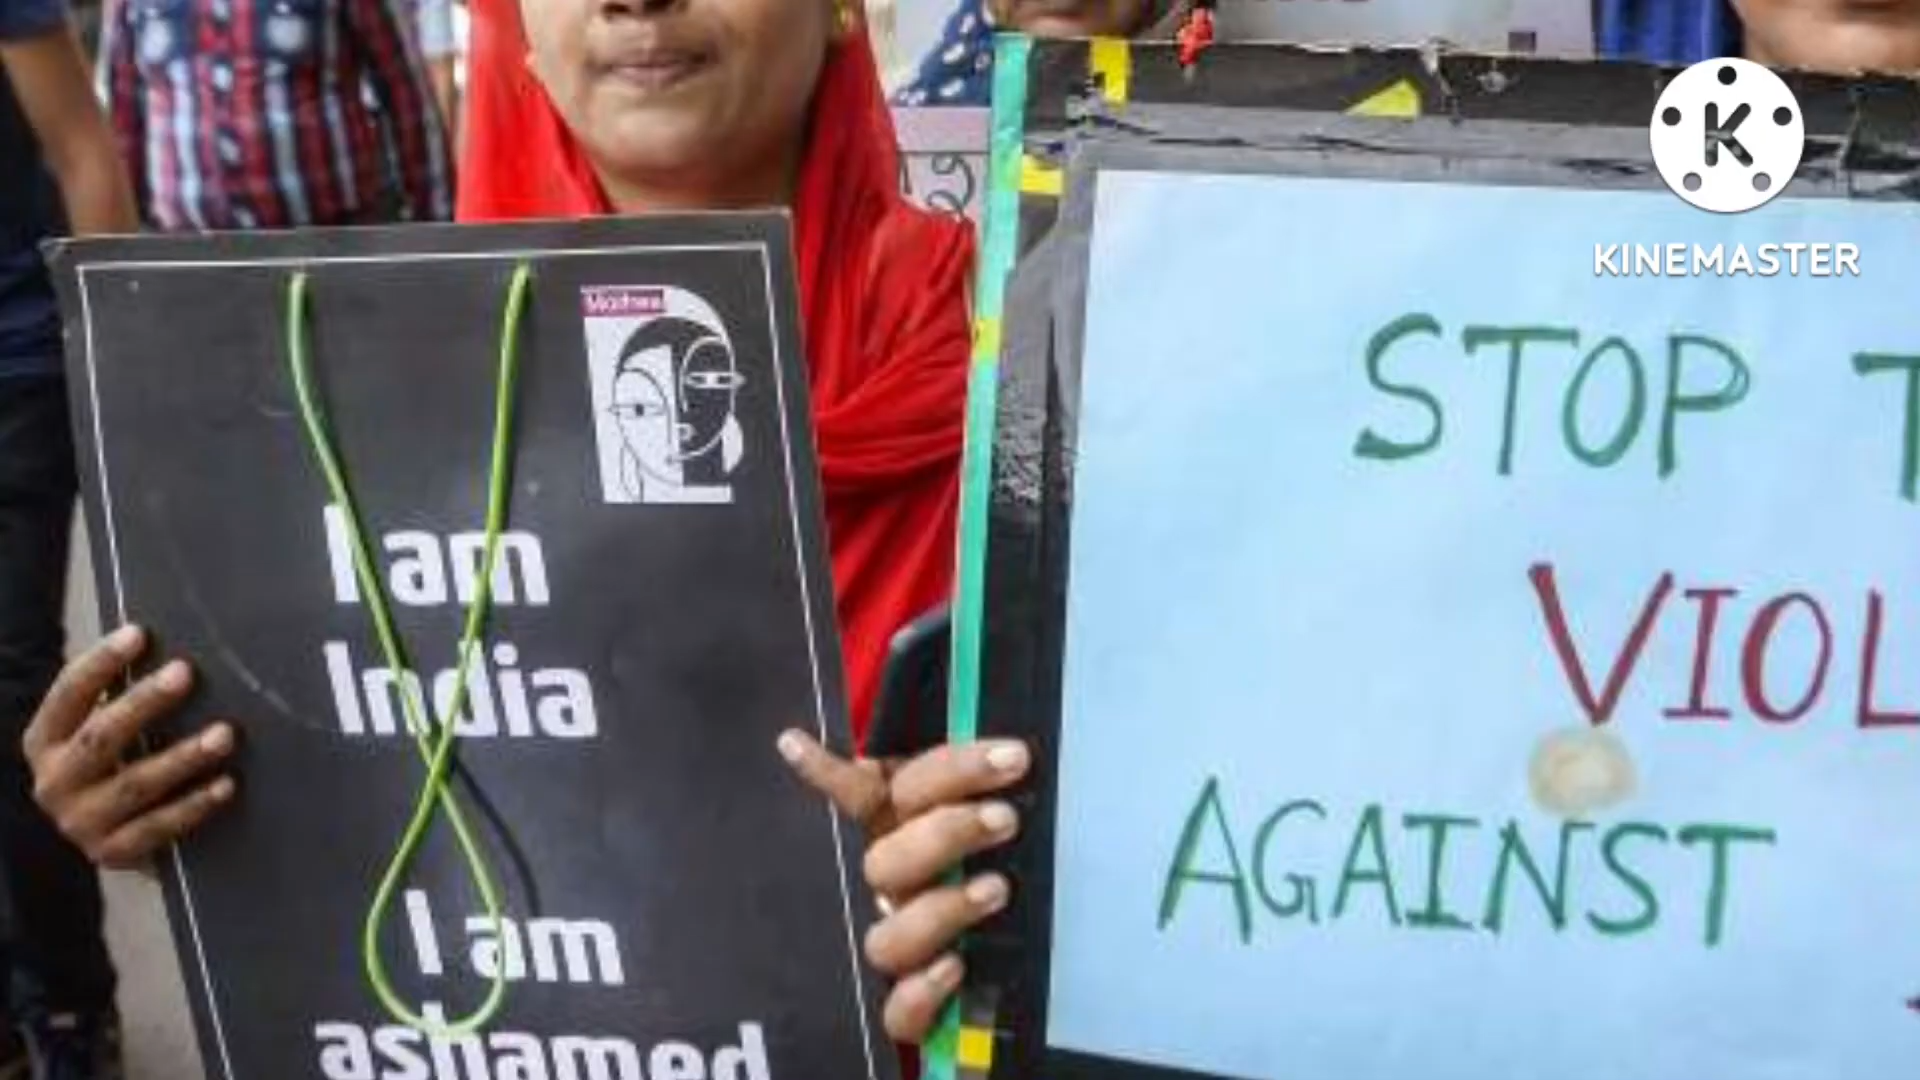 I am
India
I am
ashamed
STOP T
VIOL
AGAINST
KINEMASTER